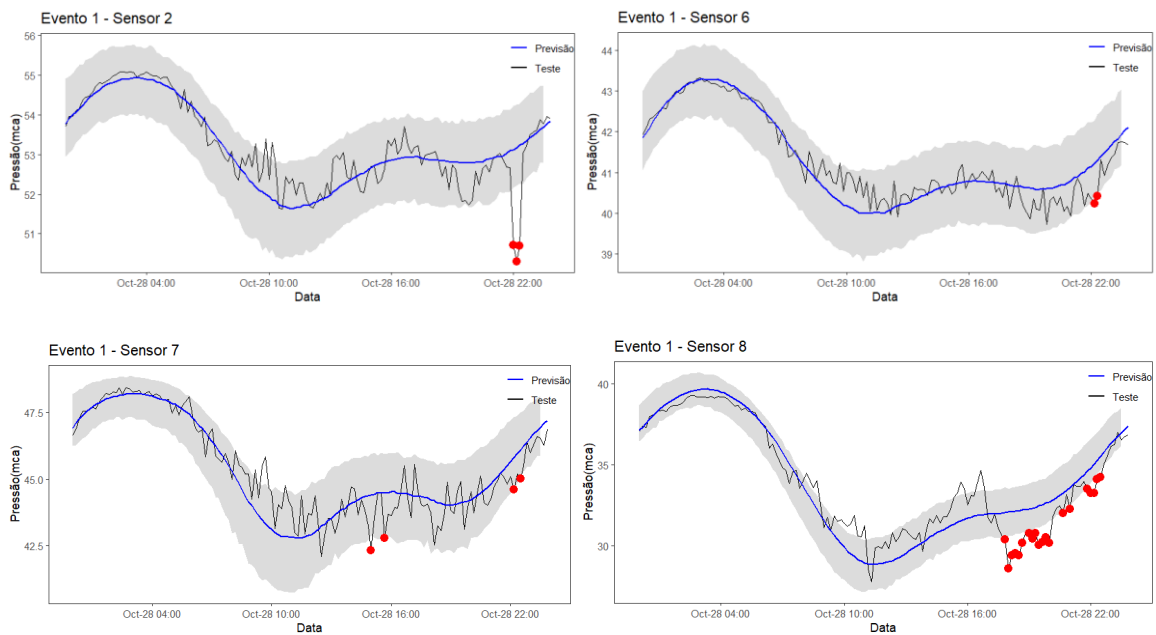 Evento 1 - Sensor 2
56
55
54
53
52
51
Pressão(mca)
Previsão
Teste
Oct-28 04:00
Oct-28 10:00
Oct-28 16:00
Oct-28 22:00
Data
Evento 1 - Sensor 6
44
43
42
41
40
39
Pressão(mca)
Previsão
Teste
Oct-28 04:00
Oct-28 10:00
Oct-28 16:00
Oct-28 22:00
Data
Evento 1 - Sensor 7
47.5
45.0
42.5
Pressão(mca)
Previsão
Teste
Oct-28 04:00
Oct-28 10:00
Oct-28 16:00
Oct-28 22:00
Data
Evento 1 - Sensor 8
40
35
30
Pressão(mca)
Previsão
Teste
Oct-28 04:00
Oct-28 10:00
Oct-28 16:00
Oct-28 22:00
Data